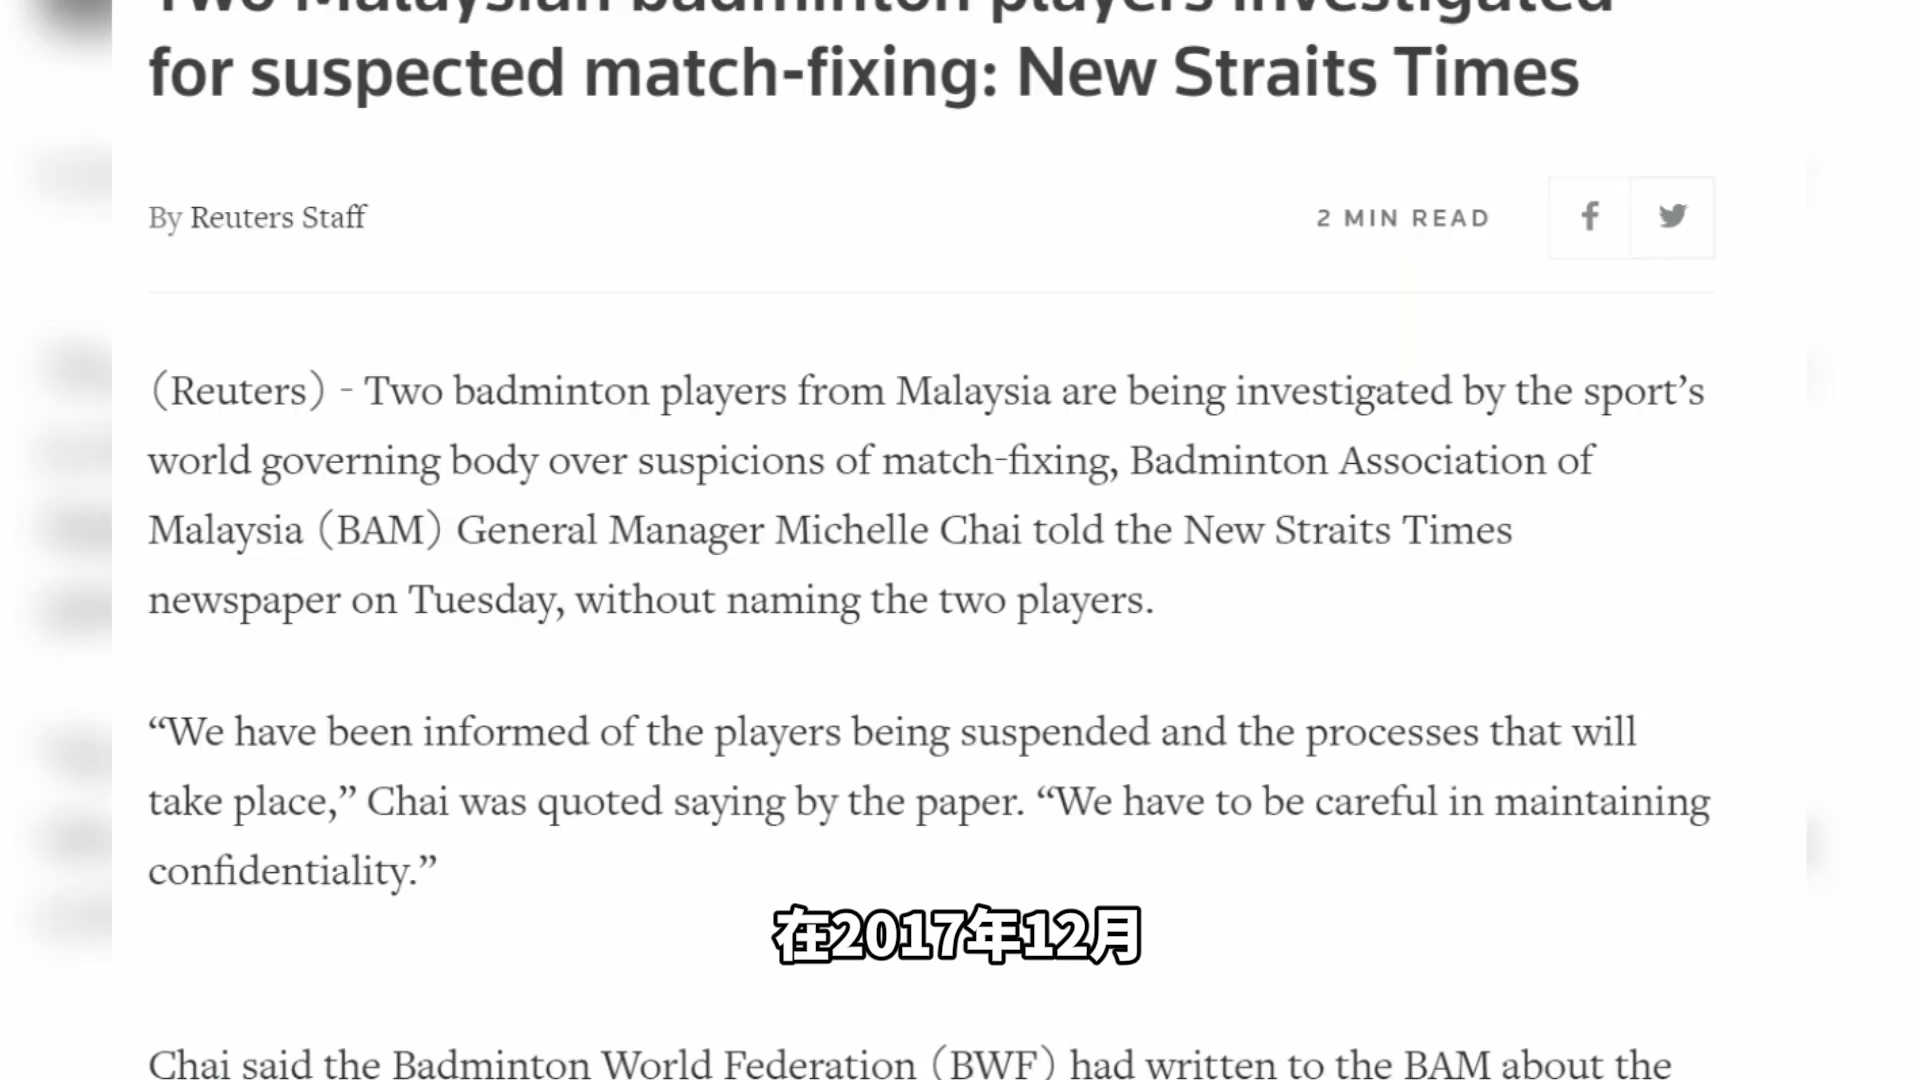 Two Malaysian badminton players investigated
for suspected match-fixing: New Straits Times
By Reuters Staff
2 MIN READ
(Reuters) - Two badminton players from Malaysia are being investigated by the sport’s
world governing body over suspicions of match-fixing, Badminton Association of
Malaysia (BAM) General Manager Michelle Chai told the New Straits Times
newspaper on Tuesday, without naming the two players.
“We have been informed of the players being suspended and the processes that will
take place,” Chai was quoted saying by the paper. “We have to be careful in maintaining
confidentiality.”
在2017年12月
Chai said the Badminton World Federation (BWF) had written to the BAM about the